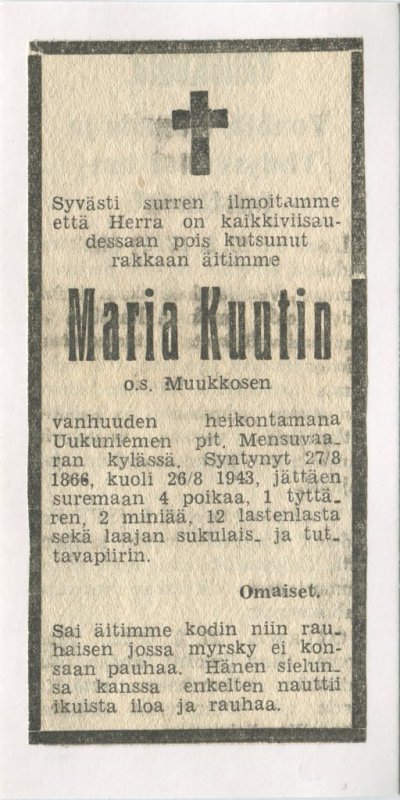 Syvästi surren ilmoitamme
että Herra on kaikkiviisau-
dessaan pois kutsunut
rakkaan äitimme
Maria Kuutin
o.s. Muukkosen
vanhuuden heikontamana
Uukuniemen pit. Mensuvaa-
ran kylässä. Syntynyt 27/8
1866, kuoli 26/8 1943, jättäen
suremaan 4 poikaa, 1 tyttä-
ren, 2 miniää, 12 lastenlasta
sekä laajan sukulais- ja tut-
tavapiirin.
Omaiset.
Sai äitimme kodin niin rau-
haisen jossa myrsky ei kon-
saan pauhaa. Hänen sielun-
sa kanssa enkelten nauttii
ikuista iloa ja rauhaa.